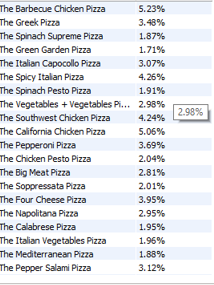 The Barbecue Chicken Pizza 5.23%
The Greek Pizza 3.48%
The Spinach Supreme Pizza 1.87%
The Green Garden Pizza 1.71%
The Italian Capocollo Pizza 3.07%
The Spicy Italian Pizza 4.26%
The Spinach Pesto Pizza 1.91%
The Vegetables + Vegetables Pi... 2.98%
2.98%
The Southwest Chicken Pizza 4.24%
The California Chicken Pizza 5.06%
The Pepperoni Pizza 3.69%
The Chicken Pesto Pizza 2.04%
The Big Meat Pizza 2.81%
The Soppressata Pizza 2.01%
The Four Cheese Pizza 3.95%
The Napolitana Pizza 2.95%
The Calabrese Pizza 1.95%
The Italian Vegetables Pizza 1.96%
The Mediterranean Pizza 1.88%
The Pepper Salami Pizza 3.12%